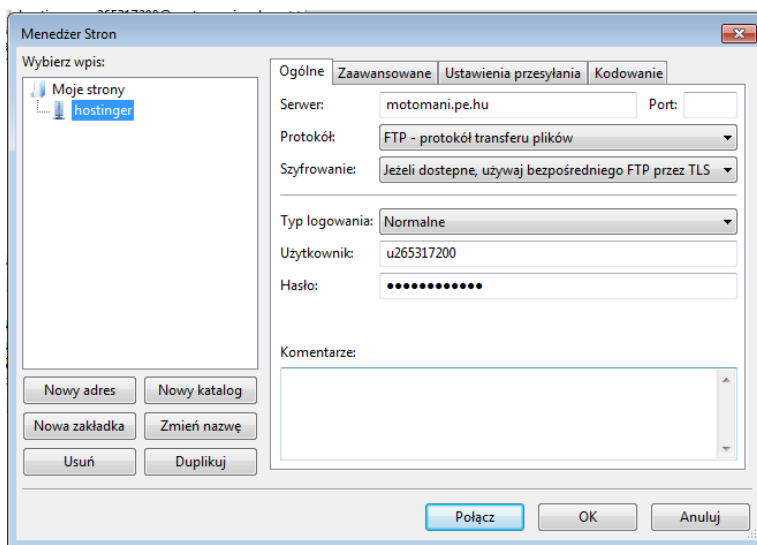 Menedżer Stron
Wybierz wpis:
Moje strony
hostinger
Nowy adres Nowy katalog
Nowa zakładka Zmień nazwę
Usuń Duplikuj
Ogólne Zaawansowane Ustawienia przesyłania Kodowanie
Serwer: motomani.pe.hu Port:
Protokół: FTP - protokół transferu plików
Szyfrowanie: Jeżeli dostepne, używaj bezpośredniego FTP przez TLS
Typ logowania: Normalne
Użytkownik: u265317200
Hasło: ●●●●●●●●●●●●
Komentarze:
Połącz OK Anuluj